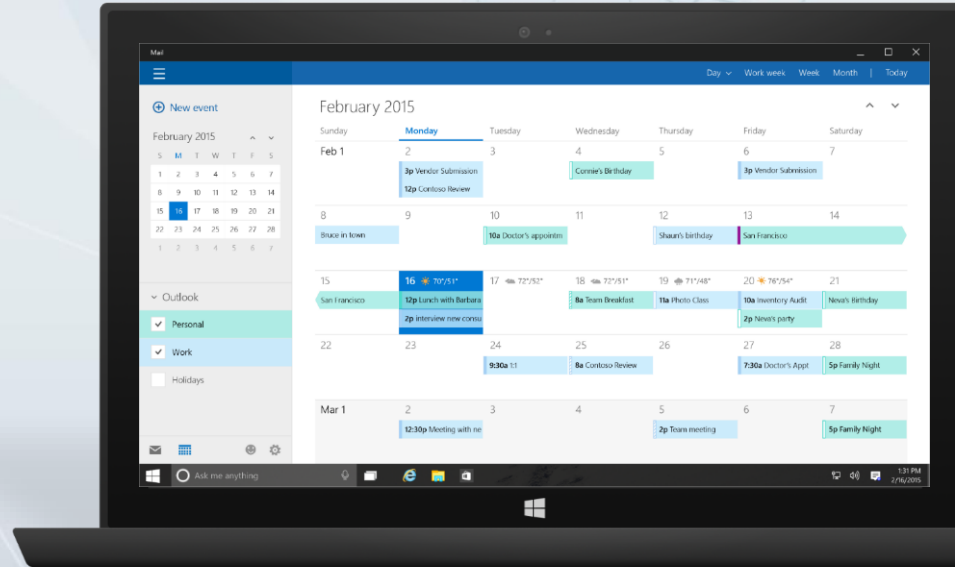 Mail
Day Work week Week Month | Today
New event
February 2015
S M T W T F S
1 2 3 4 5 6 7
8 9 10 11 12 13 14
15 16 17 18 19 20 21
22 23 24 25 26 27 28
1 2 3 4 5 6 7
Outlook
Personal
Work
Holidays
February 2015
Sunday Monday Tuesday Wednesday Thursday Friday Saturday
Feb 1 2 3 4 5 6 7
3p Vendor Submission Connie's Birthday 3p Vendor Submission
12p Contoso Review
8 9 10 11 12 13 14
Bruce in town 10a Doctor's appointm Shaun's birthday San Francisco
15 16 70°/51° 17 72°/52° 18 72°/51° 19 71°/48° 20 76°/54° 21
San Francisco 12p Lunch with Barbara 8a Team Breakfast 11a Photo Class 10a Inventory Audit Neva's Birthday
2p interview new consu 2p Neva's party
22 23 24 25 26 27 28
9:30a 1:1 8a Contoso Review 7:30a Doctor's Appt 5p Family Night
Mar 1 2 3 4 5 6 7
12:30p Meeting with ne 2p Team meeting 5p Family Night
Ask me anything
1:31 PM
2/16/2015